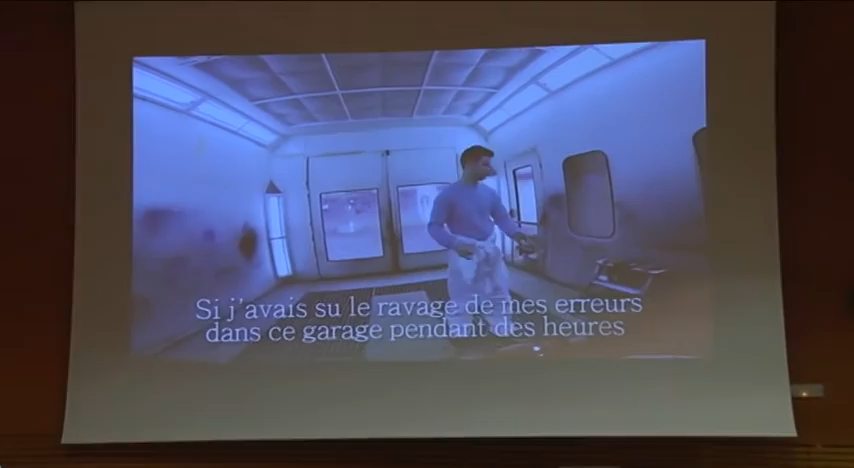 Si j'avais su le ravage de mes erreurs
dans ce garage pendant des heures